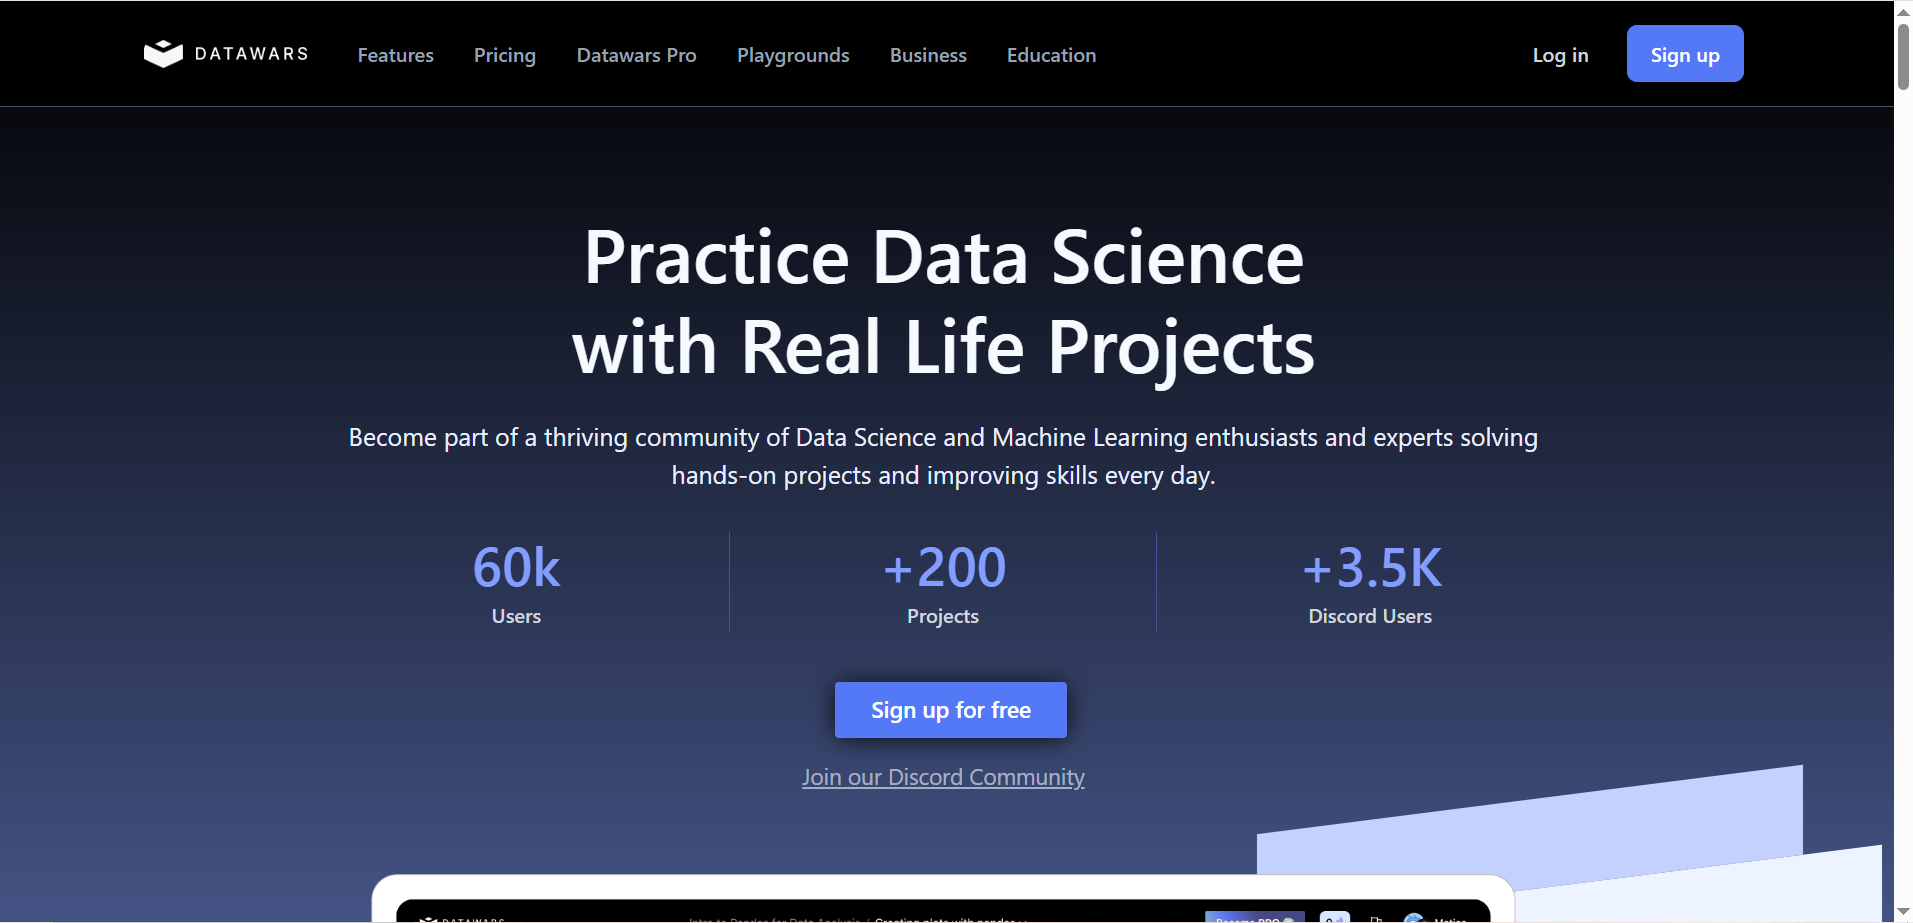 DATAWARS
Features
Pricing
Datawars Pro
Playgrounds
Business
Education
Log in
Sign up
Practice Data Science
with Real Life Projects
Become part of a thriving community of Data Science and Machine Learning enthusiasts and experts solving
hands-on projects and improving skills every day.
60k
Users
+200
Projects
+3.5K
Discord Users
Sign up for free
Join our Discord Community
DATAWARS